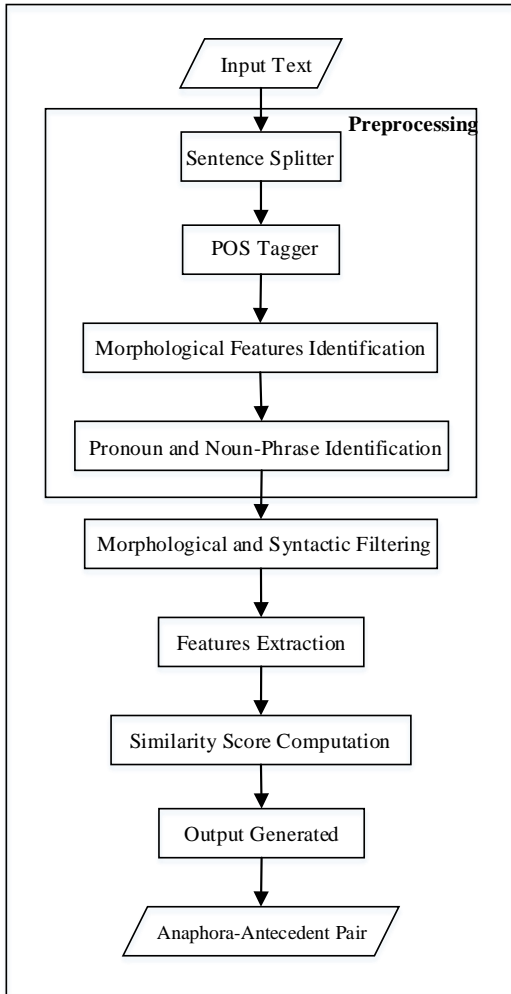 Input Text
Preprocessing
Sentence Splitter
POS Tagger
Morphological Features Identification
Pronoun and Noun-Phrase Identification
Morphological and Syntactic Filtering
Features Extraction
Similarity Score Computation
Output Generated
Anaphora-Antecedent Pair